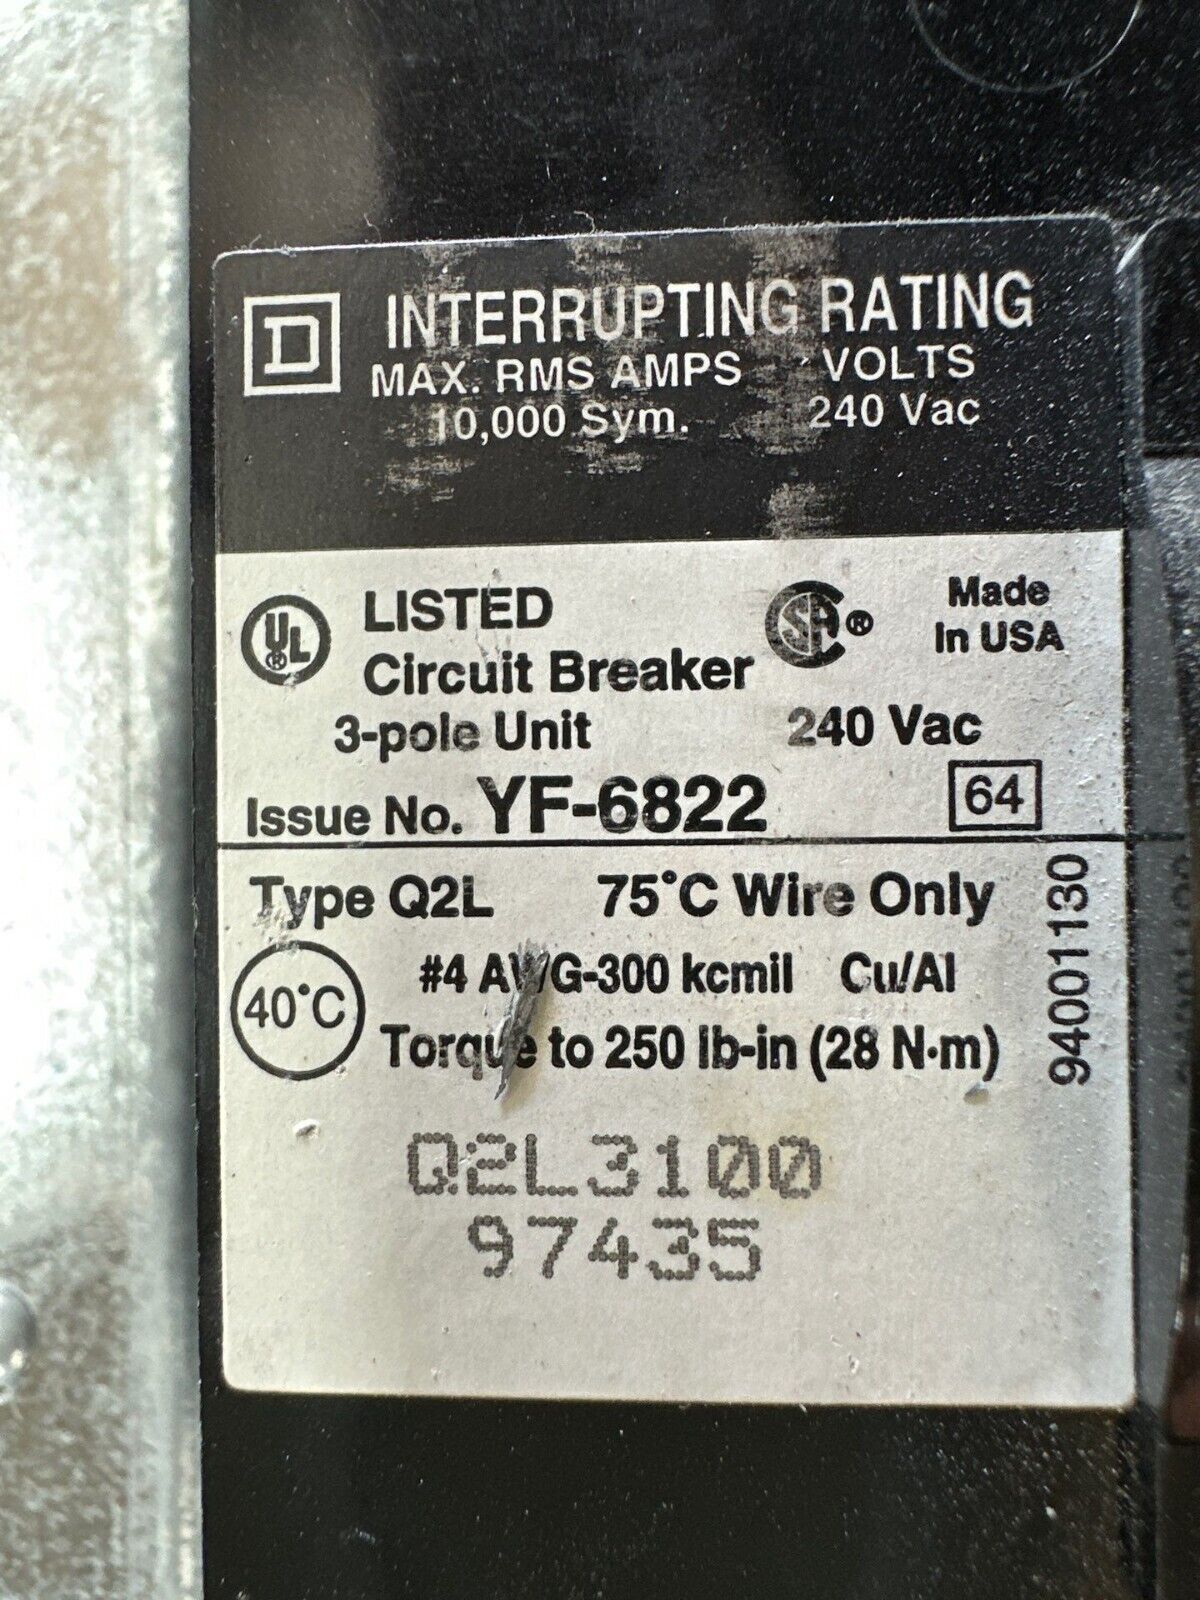 D INTERRUPTING RATING
MAX. RMS AMPS VOLTS
10,000 Sym. 240 Vac
UL® LISTED
Circuit Breaker
SA® Made
In USA
3-pole Unit 240 Vac
Issue No. YF-6822 64
Type Q2L 75°C Wire Only
40°C #4 AWG-300 kcmil Cu/Al
Torque to 250 lb-in (28 N·m)
94001130
Q2L3100
97435